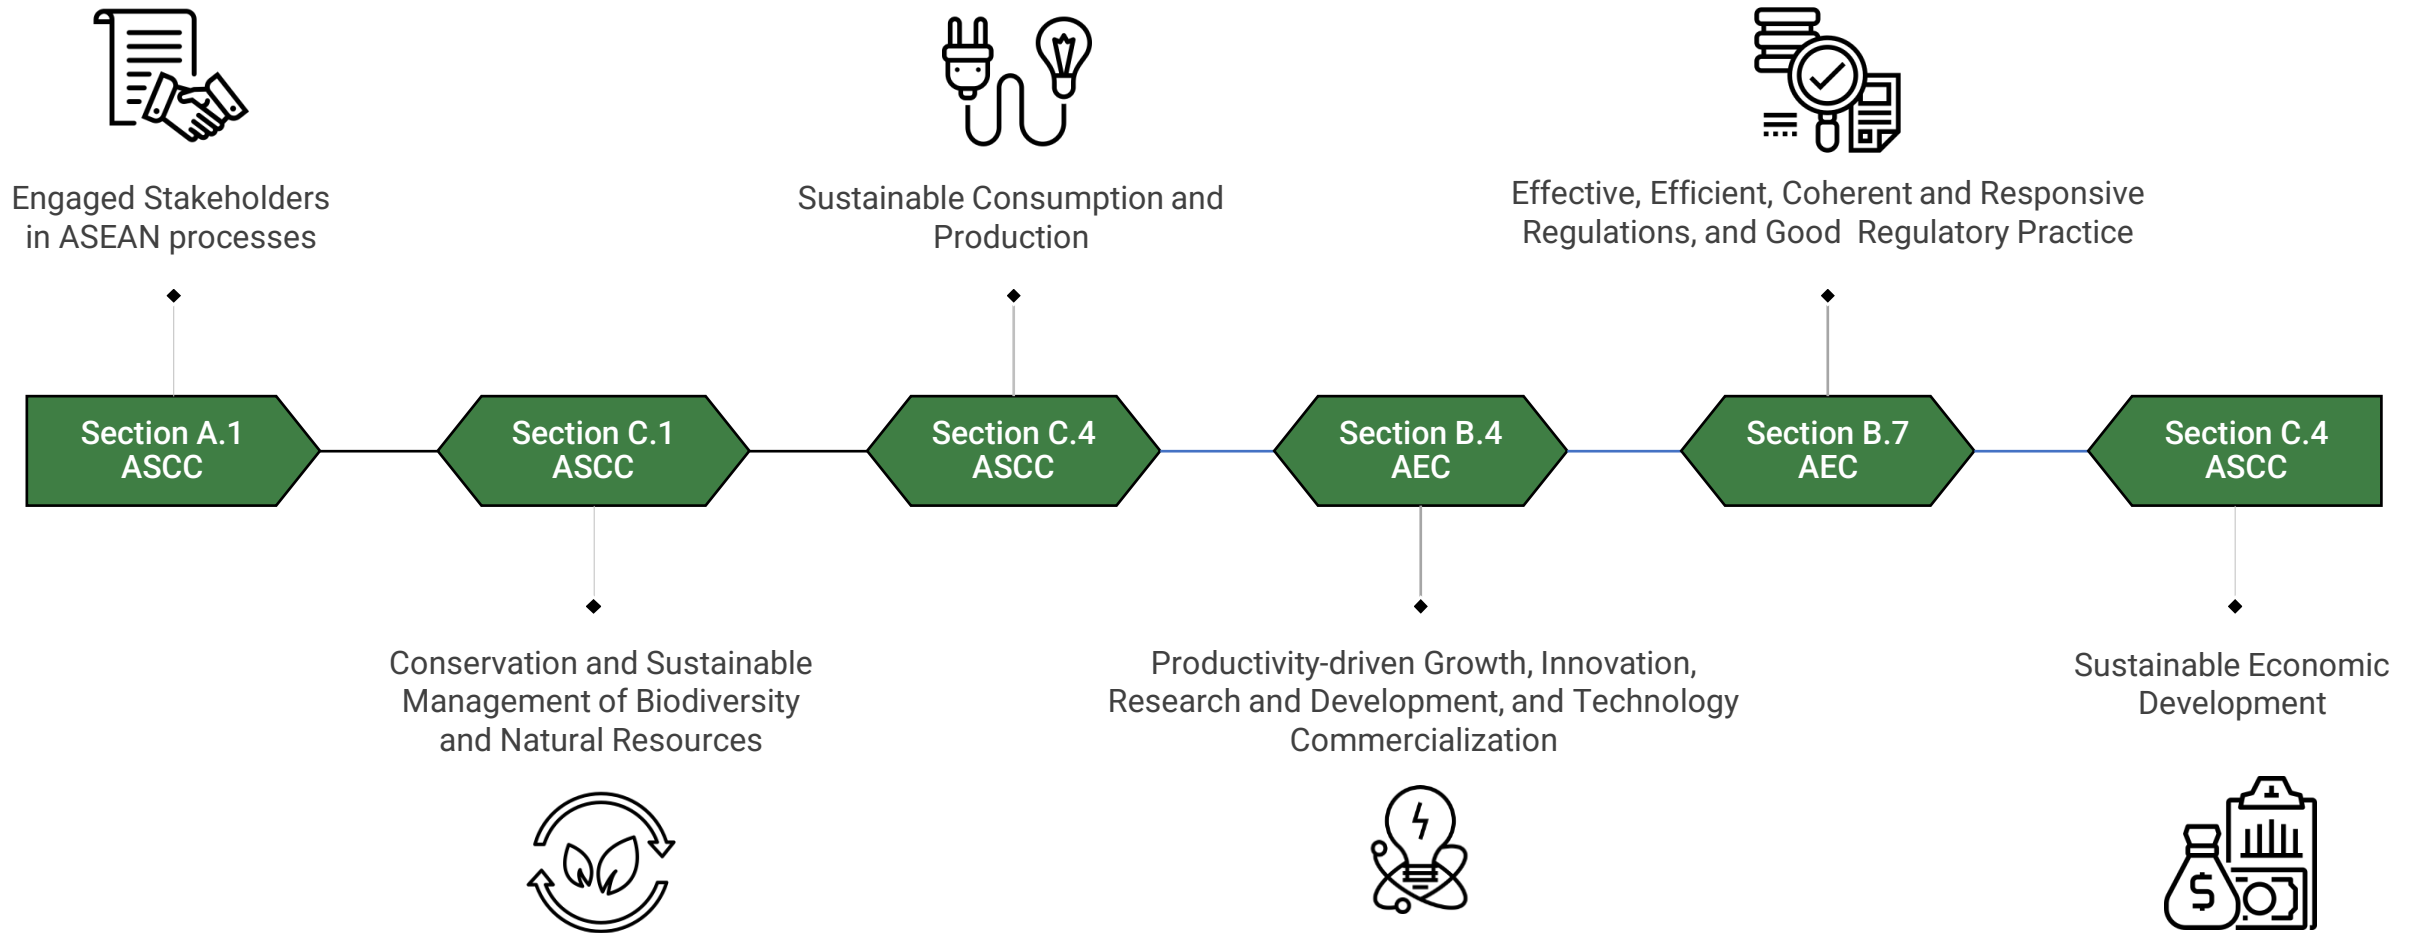 Engaged Stakeholders
in ASEAN processes
Sustainable Consumption and
Production
Effective, Efficient, Coherent and Responsive
Regulations, and Good  Regulatory Practice
Section A.1
ASCC
Section C.1
ASCC
Section C.4
ASCC
Section B.4
AEC
Section B.7
AEC
Section C.4
ASCC
Conservation and Sustainable
Management of Biodiversity
and Natural Resources
Productivity-driven Growth, Innovation,
Research and Development, and Technology
Commercialization
Sustainable Economic
Development
$